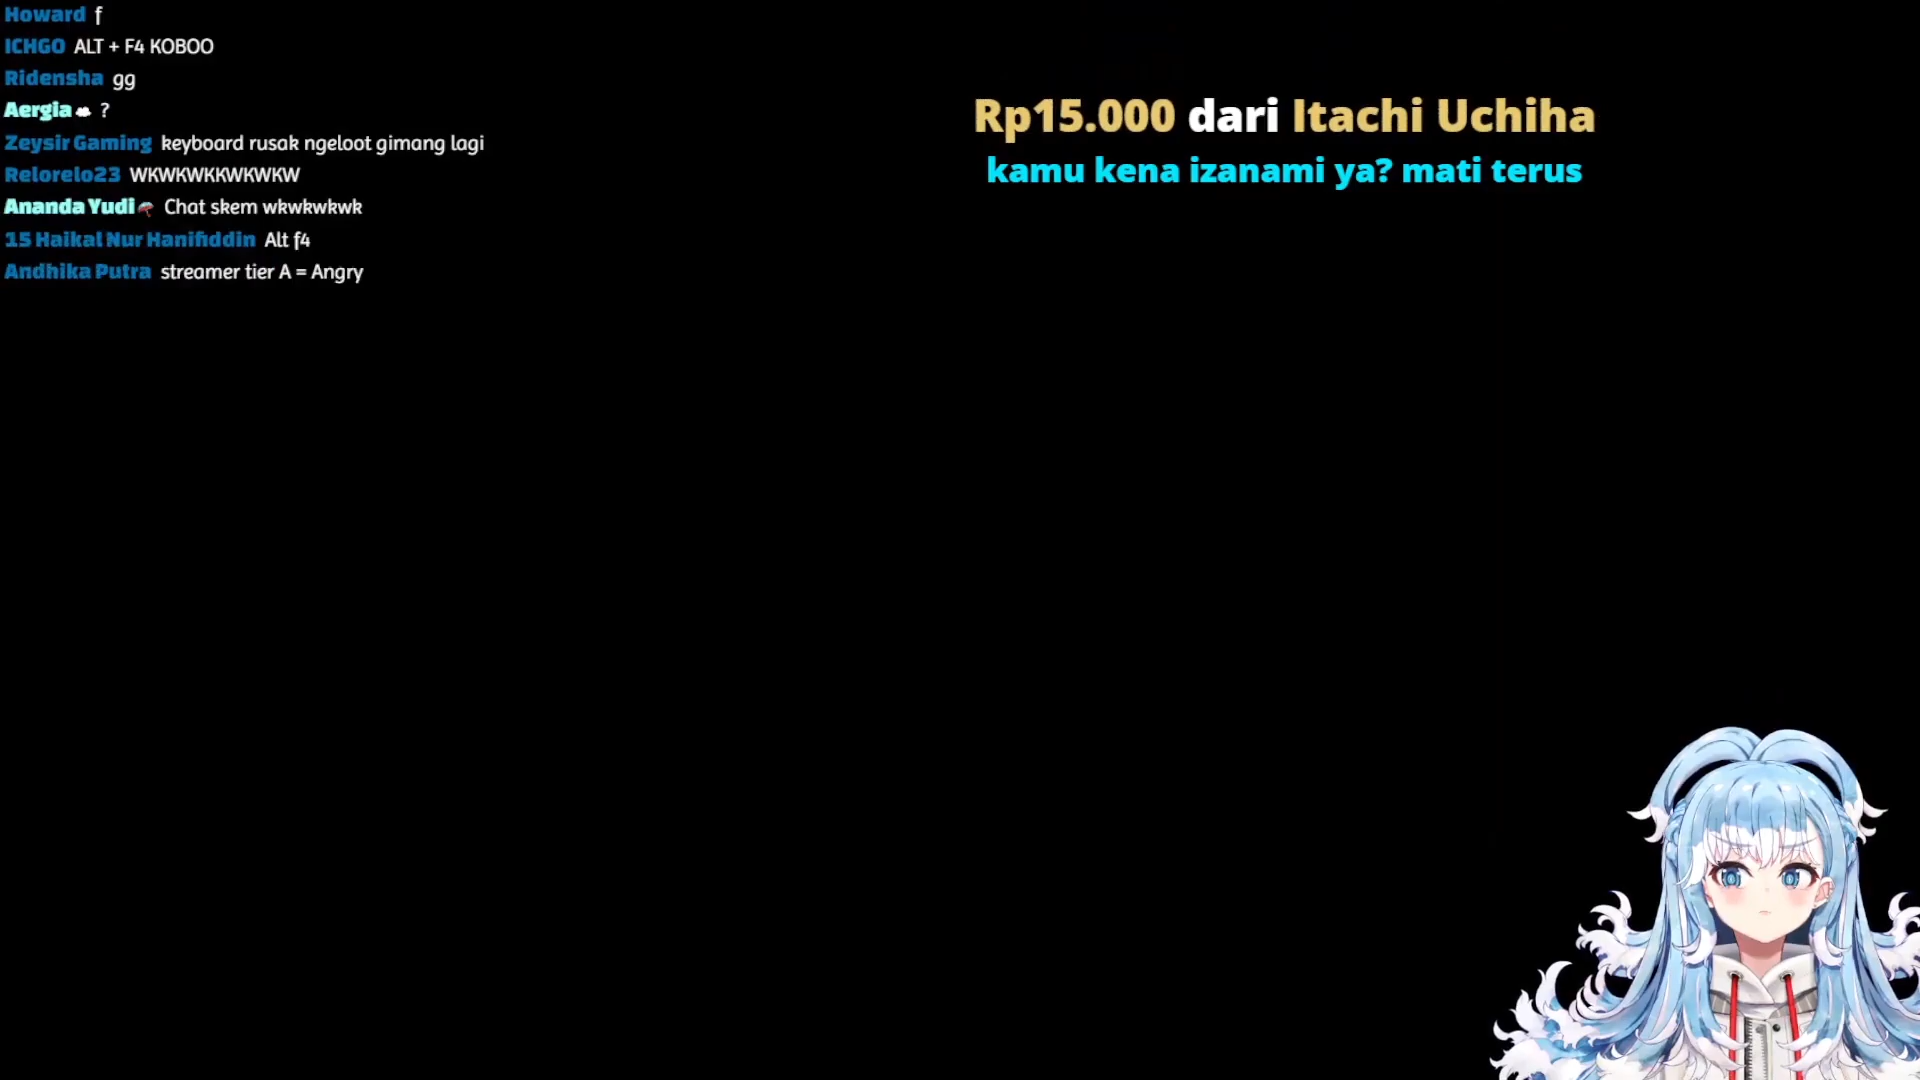 Howard f
ICHGO ALT + F4 KOBOO
Ridensha gg
Aergia ?
Zeysir Gaming keyboard rusak ngeloot gimang lagi
Relorelo23 WKWKWKKWKWKW
Ananda Yudi Chat skem wkwkwkwk
15 Haikal Nur Hanifiddin Alt f4
Andhika Putra streamer tier A = Angry
Rp15.000 dari Itachi Uchiha
kamu kena izanami ya? mati terus